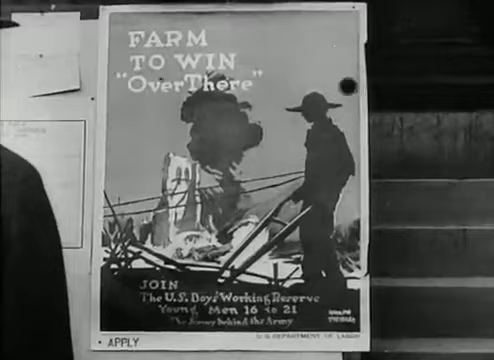 FARM
TO WIN
"Over There"
JOIN
The U.S. Boys' Working Reserve
Young Men 16 to 21
The Army behind the Army
U.S. DEPARTMENT OF LABOR
• APPLY